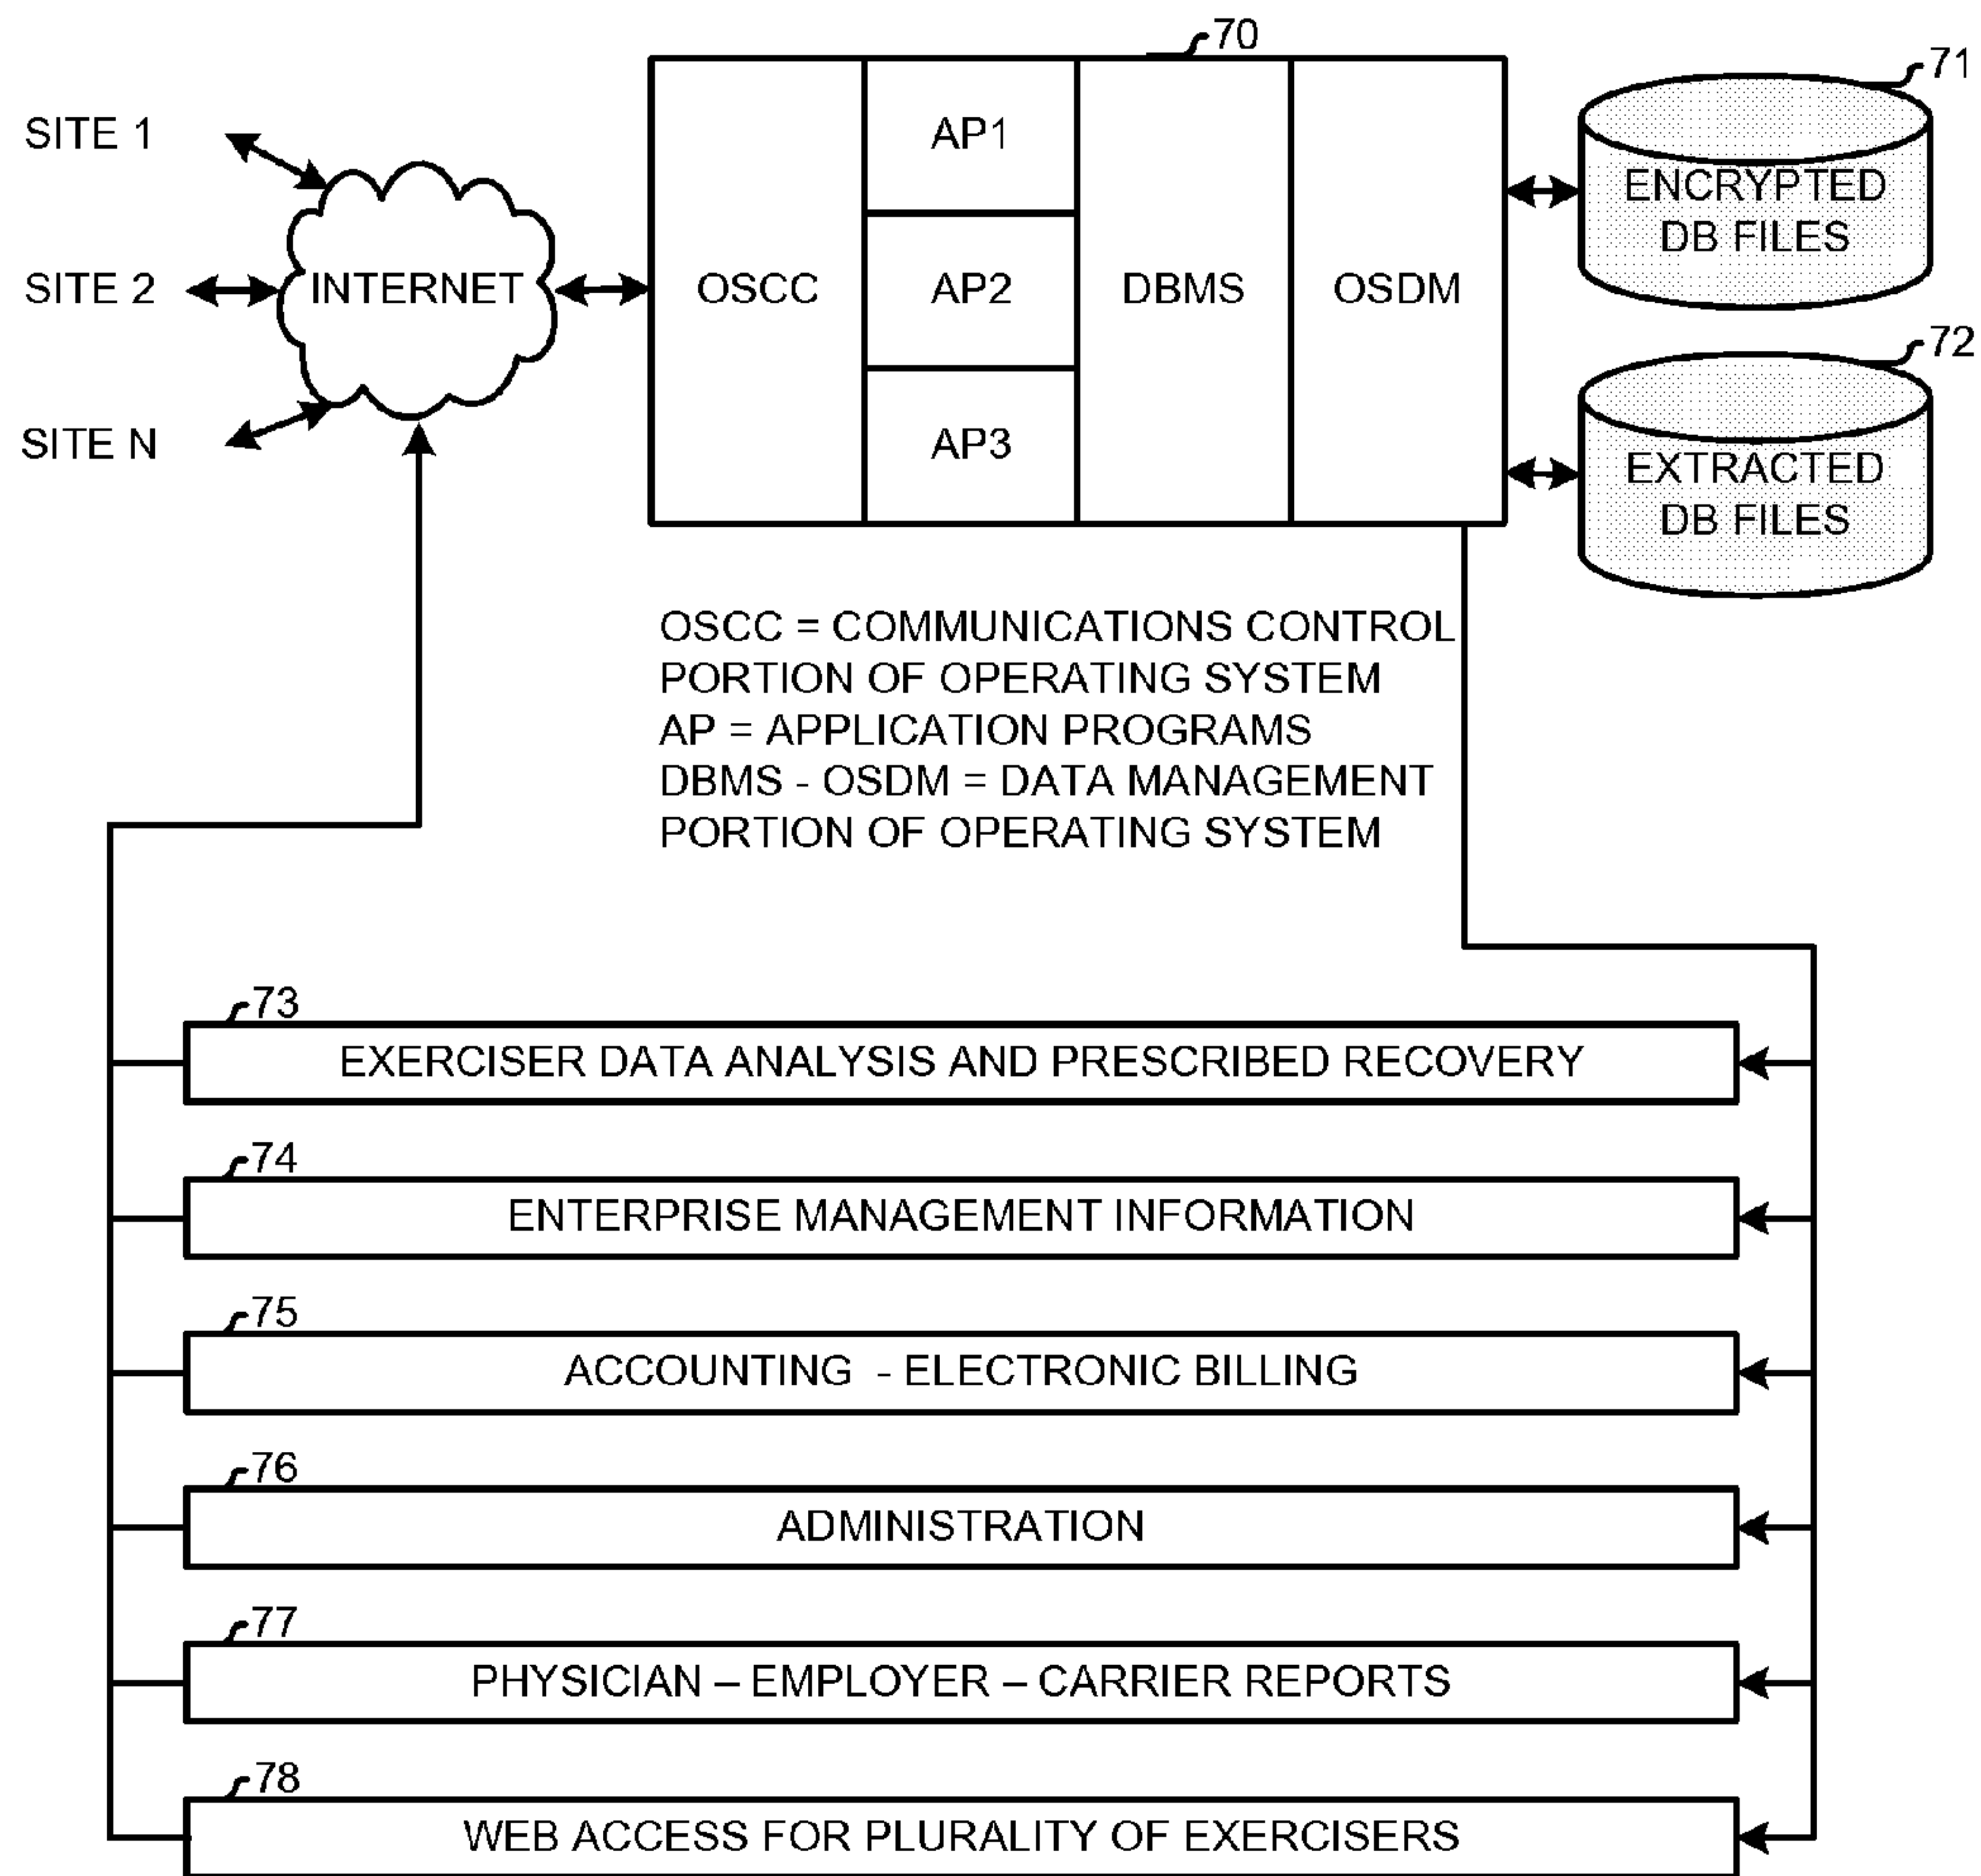 70
71
SITE 1
SITE 2
SITE N
INTERNET
OSCC
AP1
AP2
AP3
DBMS
OSDM
ENCRYPTED
DB FILES
72
EXTRACTED
DB FILES
OSCC = COMMUNICATIONS CONTROL
PORTION OF OPERATING SYSTEM
AP = APPLICATION PROGRAMS
DBMS - OSDM = DATA MANAGEMENT
PORTION OF OPERATING SYSTEM
73
EXERCISER DATA ANALYSIS AND PRESCRIBED RECOVERY
74
ENTERPRISE MANAGEMENT INFORMATION
75
ACCOUNTING - ELECTRONIC BILLING
76
ADMINISTRATION
77
PHYSICIAN – EMPLOYER – CARRIER REPORTS
78
WEB ACCESS FOR PLURALITY OF EXERCISERS